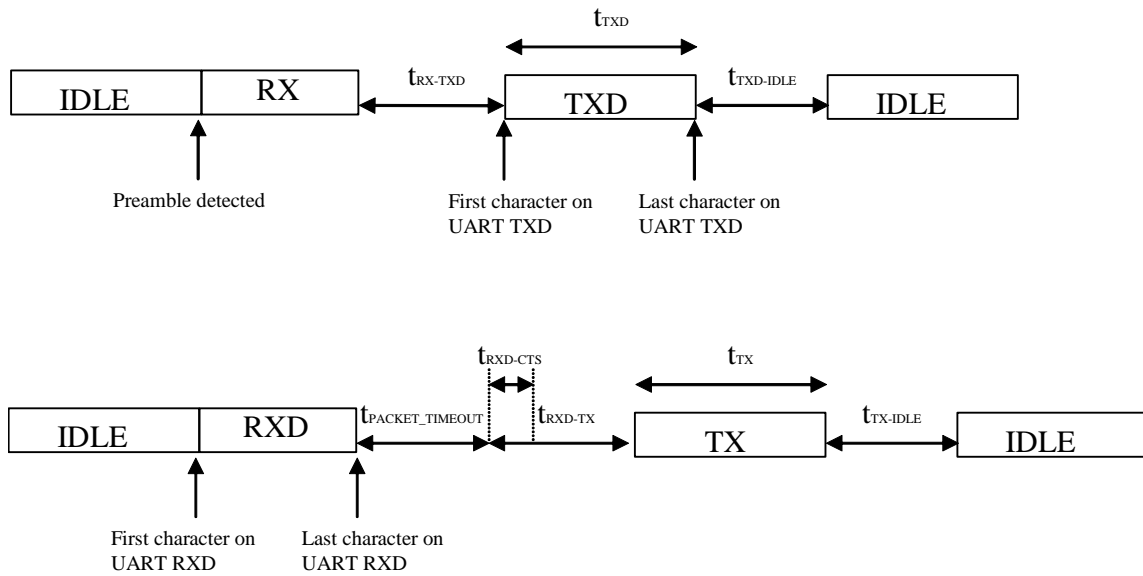 tTXD
IDLE RX tRX-TXD TXD tTXD-IDLE IDLE
Preamble detected
First character on
UART TXD
Last character on
UART TXD
tRXD-CTS
tTX
IDLE RXD tPACKET_TIMEOUT tRXD-TX TX tTX-IDLE IDLE
First character on
UART RXD
Last character on
UART RXD